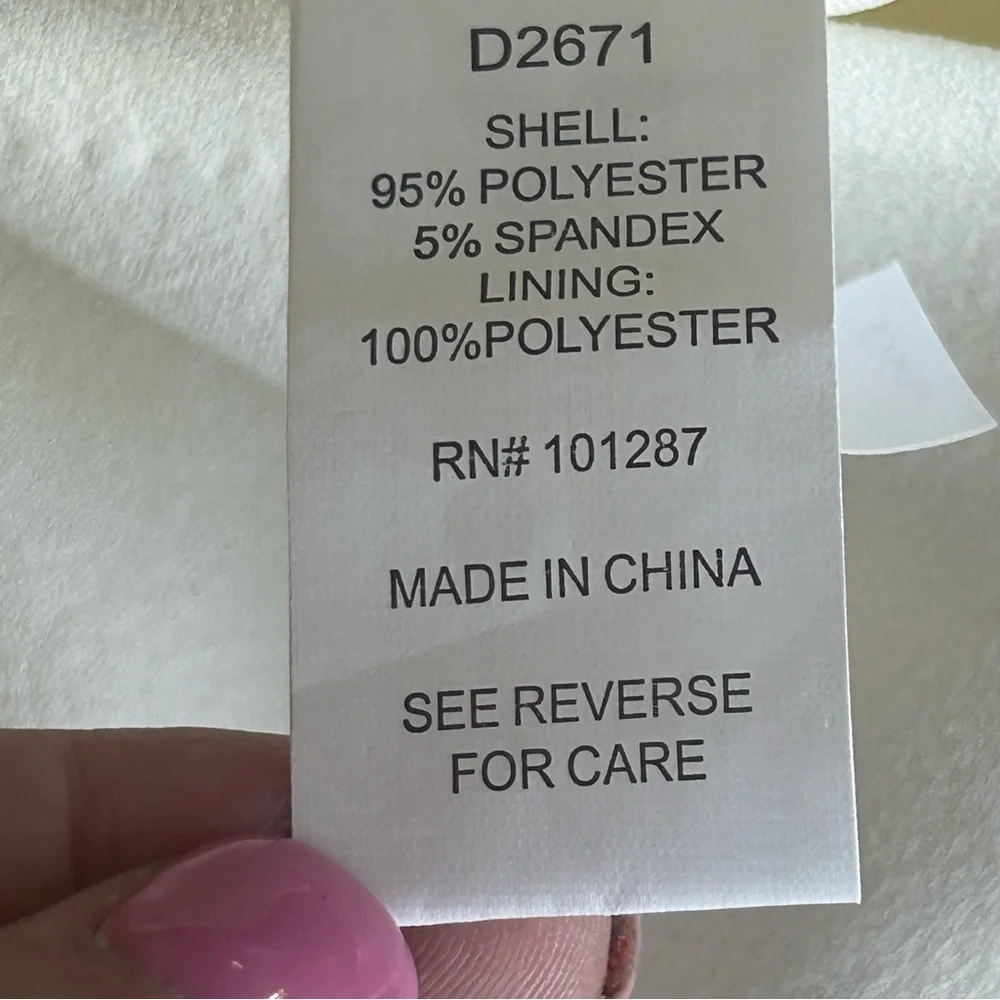 D2671
SHELL:
95% POLYESTER
5% SPANDEX
LINING:
100%POLYESTER
RN# 101287
MADE IN CHINA
SEE REVERSE
FOR CARE